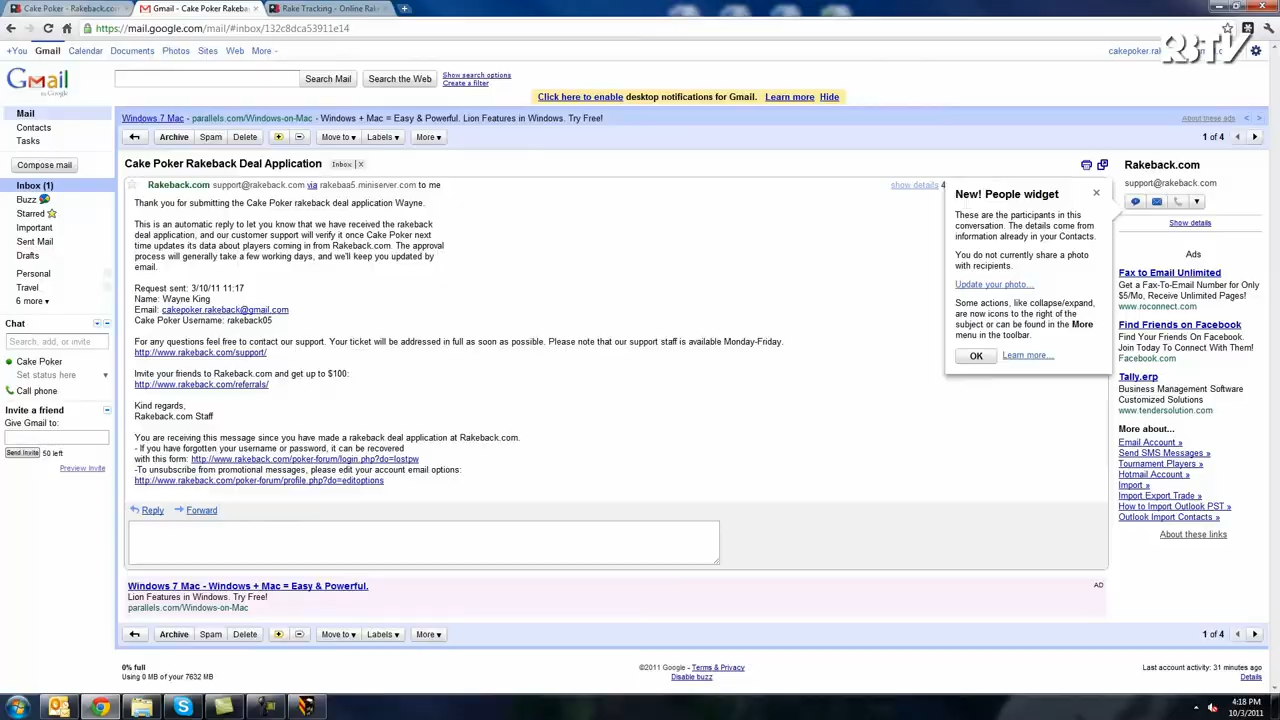 Cake Poker - Rakeback.com
Gmail - Cake Poker Rakeba
Rake Tracking - Online Rak
https://mail.google.com/mail/#inbox/132c8dca53911e14
RBTV
+You Gmail Calendar Documents Photos Sites Web More
cakepoker.ra
Gmail
by Google
Search Mail
Search the Web
Show search options
Create a filter
Click here to enable desktop notifications for Gmail. Learn more Hide
Mail
Contacts
Tasks
Compose mail
Inbox (1)
Buzz
Starred
Important
Sent Mail
Drafts
Personal
Travel
6 more
Chat
Search, add, or invite
Cake Poker
Set status here
Call phone
Invite a friend
Give Gmail to:
Send Invite 50 left
Preview Invite
Windows 7 Mac - parallels.com/Windows-on-Mac - Windows + Mac = Easy & Powerful. Lion Features in Windows. Try Free!
About these ads < >
Archive Spam Delete Move to Labels More
1 of 4
Cake Poker Rakeback Deal Application Inbox | X
Rakeback.com support@rakeback.com via rakebaa5.miniserver.com to me
show details 4
Thank you for submitting the Cake Poker rakeback deal application Wayne.
This is an automatic reply to let you know that we have received the rakeback
deal application, and our customer support will verify it once Cake Poker next
time updates its data about players coming in from Rakeback.com. The approval
process will generally take a few working days, and we'll keep you updated by
email.
Request sent: 3/10/11 11:17
Name: Wayne King
Email: cakepoker.rakeback@gmail.com
Cake Poker Username: rakeback05
For any questions feel free to contact our support. Your ticket will be addressed in full as soon as possible. Please note that our support staff is available Monday-Friday.
http://www.rakeback.com/support/
Invite your friends to Rakeback.com and get up to $100:
http://www.rakeback.com/referrals/
Kind regards,
Rakeback.com Staff
You are receiving this message since you have made a rakeback deal application at Rakeback.com.
- If you have forgotten your username or password, it can be recovered
with this form: http://www.rakeback.com/poker-forum/login.php?do=lostpw
-To unsubscribe from promotional messages, please edit your account email options:
http://www.rakeback.com/poker-forum/profile.php?do=editoptions
Reply Forward
New! People widget
These are the participants in this
conversation. The details come from
information already in your Contacts.
You do not currently share a photo
with recipients.
Update your photo...
Some actions, like collapse/expand,
are now icons to the right of the
subject or can be found in the More
menu in the toolbar.
OK Learn more...
Rakeback.com
support@rakeback.com
Show details
Ads
Fax to Email Unlimited
Get a Fax-To-Email Number for Only
$5/Mo, Receive Unlimited Pages!
www.roconnect.com
Find Friends on Facebook
Join Today To Connect With Them!
Facebook.com
Tally.erp
Business Management Software
Customized Solutions
www.tendersolution.com
More about...
Email Account »
Send SMS Messages »
Tournament Players »
Hotmail Account »
Import »
Import Export Trade »
How to Import Outlook PST »
Outlook Import Contacts »
About these links
Windows 7 Mac - Windows + Mac = Easy & Powerful.
AD
Lion Features in Windows. Try Free!
parallels.com/Windows-on-Mac
Archive Spam Delete Move to Labels More
1 of 4
0% full
Using 0 MB of your 7632 MB
©2011 Google - Terms & Privacy
Disable buzz
Last account activity: 31 minutes ago
Details
4:18 PM
10/3/2011